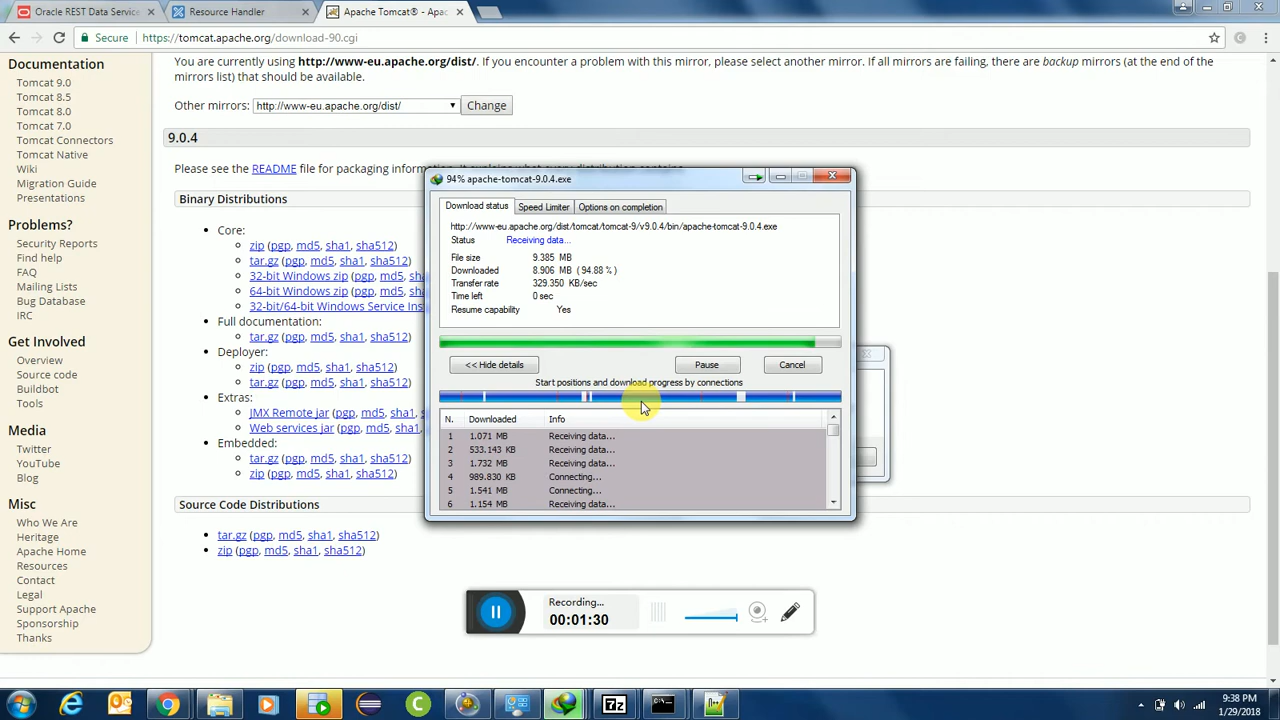 Oracle REST Data Service
Resource Handler
Apache Tomcat® - Apac
Secure
https://tomcat.apache.org/download-90.cgi
Documentation
Tomcat 9.0
Tomcat 8.5
Tomcat 8.0
Tomcat 7.0
Tomcat Connectors
Tomcat Native
Wiki
Migration Guide
Presentations
Problems?
Security Reports
Find help
FAQ
Mailing Lists
Bug Database
IRC
Get Involved
Overview
Source code
Buildbot
Tools
Media
Twitter
YouTube
Blog
Misc
Who We Are
Heritage
Apache Home
Resources
Contact
Legal
Support Apache
Sponsorship
Thanks
You are currently using http://www-eu.apache.org/dist/. If you encounter a problem with this mirror, please select another mirror. If all mirrors are failing, there are backup mirrors (at the end of the
mirrors list) that should be available.
Other mirrors: http://www-eu.apache.org/dist/ Change
9.0.4
Please see the README file for packaging information. It explains what every distribution contains.
Binary Distributions
Core:
zip (pgp, md5, sha1, sha512)
tar.gz (pgp, md5, sha1, sha512)
32-bit Windows zip (pgp, md5, sh
64-bit Windows zip (pgp, md5, sh
32-bit/64-bit Windows Service Ins
Full documentation:
tar.gz (pgp, md5, sha1, sha512)
Deployer:
zip (pgp, md5, sha1, sha512)
tar.gz (pgp, md5, sha1, sha512)
Extras:
JMX Remote jar (pgp, md5, sha1,
Web services jar (pgp, md5, sha1,
Embedded:
tar.gz (pgp, md5, sha1, sha512)
zip (pgp, md5, sha1, sha512)
Source Code Distributions
tar.gz (pgp, md5, sha1, sha512)
zip (pgp, md5, sha1, sha512)
94% apache-tomcat-9.0.4.exe
Download status
Speed Limiter
Options on completion
http://www-eu.apache.org/dist/tomcat/tomcat-9/v9.0.4/bin/apache-tomcat-9.0.4.exe
Status Receiving data...
File size 9.385 MB
Downloaded 8.906 MB ( 94.88 % )
Transfer rate 329.350 KB/sec
Time left 0 sec
Resume capability Yes
<< Hide details
Pause
Cancel
Start positions and download progress by connections
N. Downloaded Info
1 1.071 MB Receiving data...
2 533.143 KB Receiving data...
3 1.732 MB Receiving data...
4 989.830 KB Connecting...
5 1.541 MB Connecting...
6 1.154 MB Receiving data...
Recording...
00:01:30
7z
9:38 PM
1/29/2018